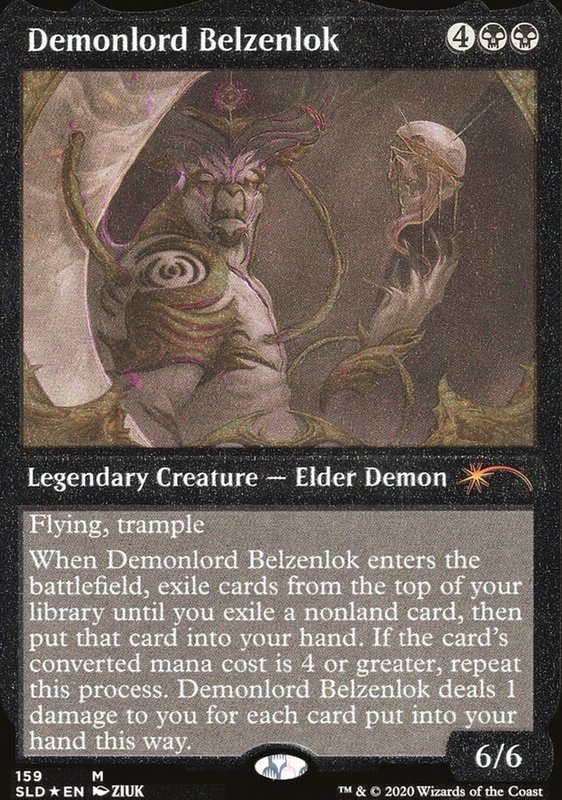 Demonlord Belzenlok 4
Legendary Creature — Elder Demon
Flying, trample
When Demonlord Belzenlok enters the
battlefield, exile cards from the top of your
library until you exile a nonland card, then
put that card into your hand. If the card's
converted mana cost is 4 or greater, repeat
this process. Demonlord Belzenlok deals 1
damage to you for each card put into your
hand this way.
6/6
159 M
SLD ★ EN ZIUK
™ & © 2020 Wizards of the Coast